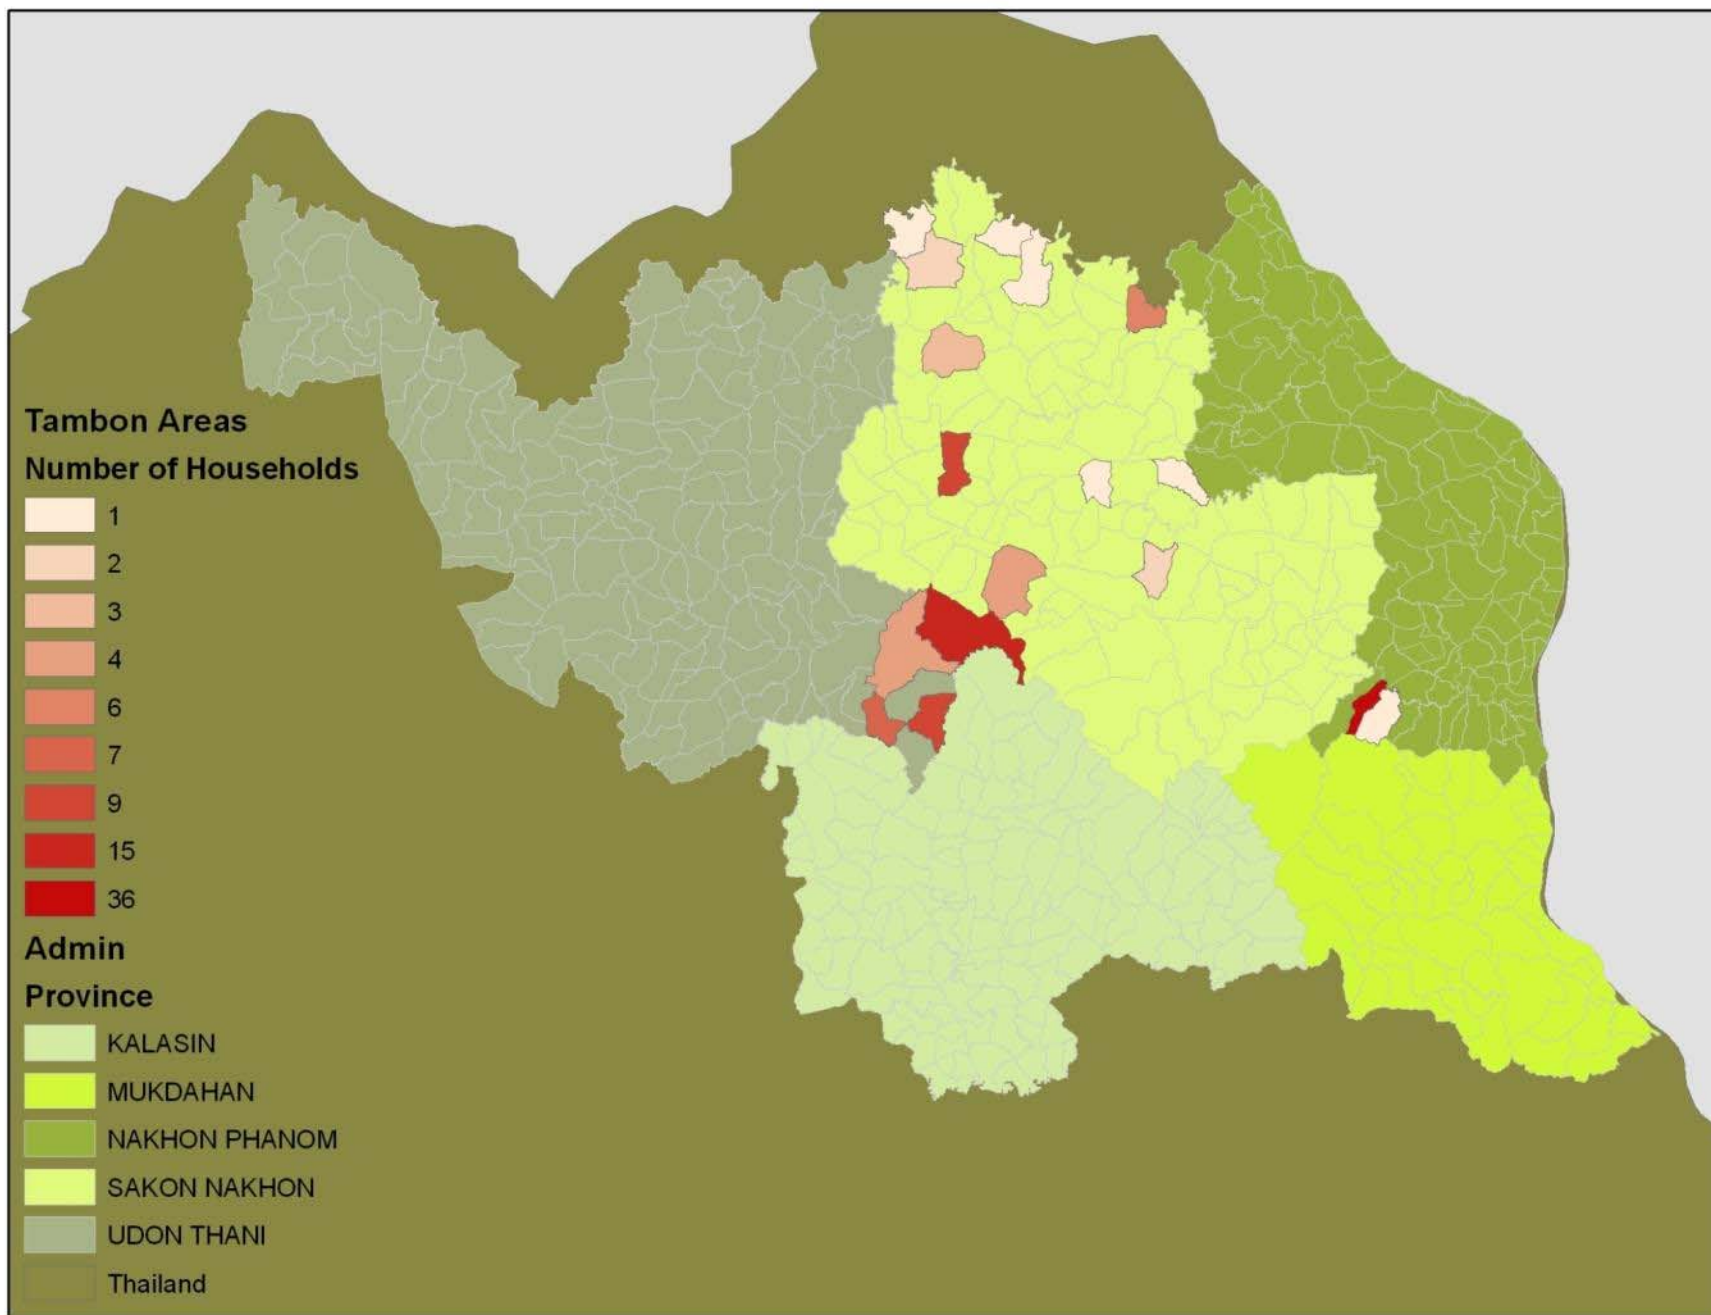 Tambon Areas
Number of Households
1
2
3
4
6
7
9
15
36
Admin
Province
KALASIN
MUKDAHAN
NAKHON PHANOM
SAKON NAKHON
UDON THANI
Thailand